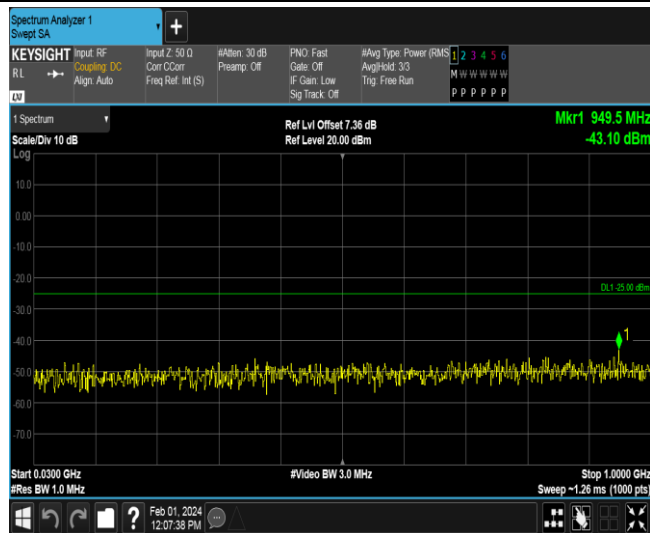 Spectrum Analyzer 1
Swept SA
+
KEYSIGHT
RL
Input: RF
Coupling: DC
Align: Auto
Input Z: 50 Ω
Corr CCorr
Freq Ref: Int (S)
#Atten: 30 dB
Preamp: Off
PNO: Fast
Gate: Off
IF Gain: Low
Sig Track: Off
#Avg Type: Power (RMS
Avg|Hold: 3/3
Trig: Free Run
1 2 3 4 5 6
M W W W W W
P P P P P P
1 Spectrum
Scale/Div 10 dB
Ref Lvl Offset 7.36 dB
Ref Level 20.00 dBm
Mkr1 949.5 MHz
-43.10 dBm
Log
10.0
0.00
-10.0
-20.0
DL1 -25.00 dBm
-30.0
1
-40.0
-50.0
-60.0
-70.0
Start 0.0300 GHz
#Video BW 3.0 MHz
Stop 1.0000 GHz
#Res BW 1.0 MHz
Sweep ~1.26 ms (1000 pts)
?
Feb 01, 2024
12:07:38 PM